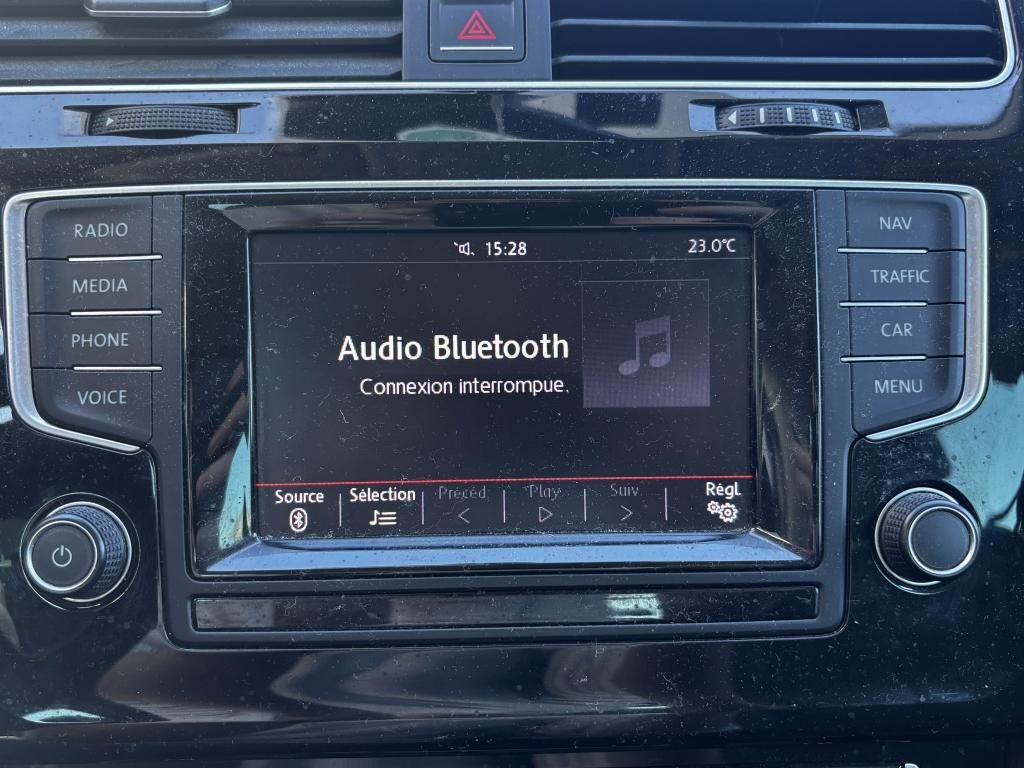 RADIO
MEDIA
PHONE
VOICE
15:28
23.0°C
Audio Bluetooth
Connexion interrompue.
Source
Sélection
Précéd.
Play
Suiv.
Régl.
NAV
TRAFFIC
CAR
MENU